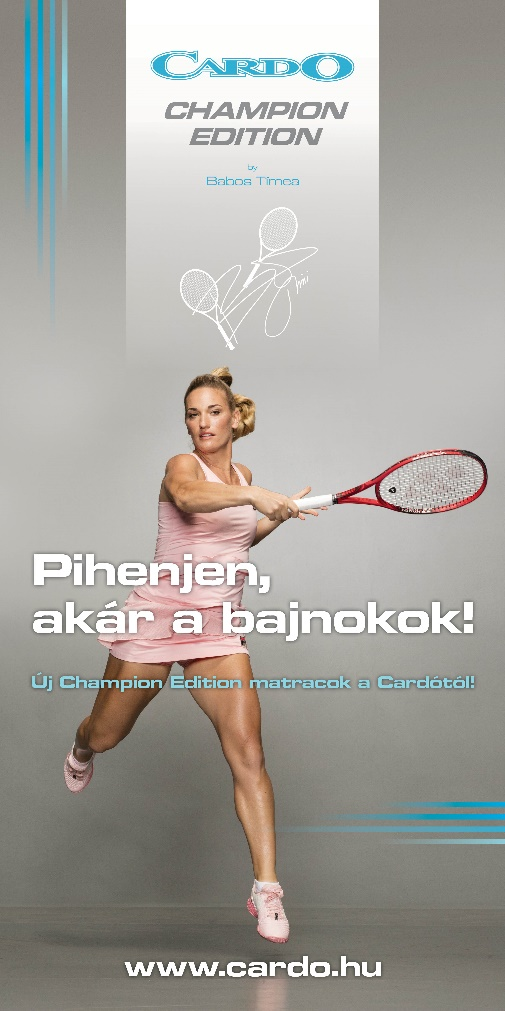 CARDO
CHAMPION
EDITION
by
Babos Tímea
Pihenjen,
akár a bajnokok!
Új Champion Edition matracok a Cardótól!
www.cardo.hu